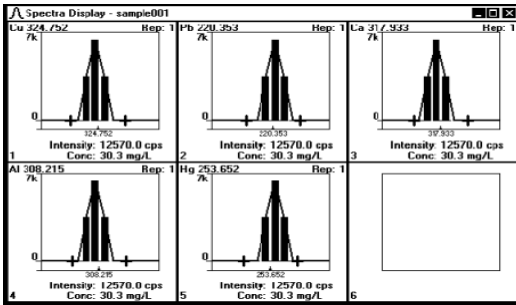 Spectra Display - sample001
Cu 324.752 Rep: 1
7k
0
324.752
Intensity: 12570.0 cps
Conc: 30.3 mg/L
1
Pb 220.353 Rep: 1
7k
0
220.353
Intensity: 12570.0 cps
Conc: 30.3 mg/L
2
Ca 317.933 Rep: 1
7k
0
317.933
Intensity: 12570.0 cps
Conc: 30.3 mg/L
3
Al 308.215 Rep: 1
7k
0
308.215
Intensity: 12570.0 cps
Conc: 30.3 mg/L
4
Hg 253.652 Rep: 1
7k
0
253.652
Intensity: 12570.0 cps
Conc: 30.3 mg/L
5
6